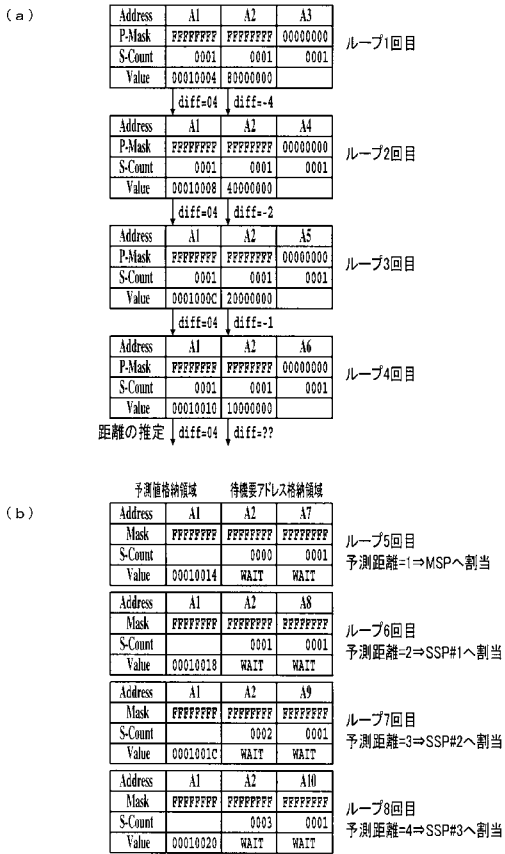 (a)
Address A1 A2 A3
P-Mask FFFFFFFF FFFFFFFF 00000000
S-Count 0001 0001 0001
Value 00010004 80000000
ループ1回目
diff=04 diff=-4
Address A1 A2 A4
P-Mask FFFFFFFF FFFFFFFF 00000000
S-Count 0001 0001 0001
Value 00010008 40000000
ループ2回目
diff=04 diff=-2
Address A1 A2 A5
P-Mask FFFFFFFF FFFFFFFF 00000000
S-Count 0001 0001 0001
Value 0001000C 20000000
ループ3回目
diff=04 diff=-1
Address A1 A2 A6
P-Mask FFFFFFFF FFFFFFFF 00000000
S-Count 0001 0001 0001
Value 00010010 10000000
ループ4回目
距離の推定 diff=04 diff=??
(b)
予測値格納領域 待機要アドレス格納領域
Address A1 A2 A7
Mask FFFFFFFF FFFFFFFF FFFFFFFF
S-Count 0000 0001
Value 00010014 WAIT WAIT
ループ5回目
予測距離=1⇒MSPへ割当
Address A1 A2 A8
Mask FFFFFFFF FFFFFFFF FFFFFFFF
S-Count 0001 0001
Value 00010018 WAIT WAIT
ループ6回目
予測距離=2⇒SSP#1へ割当
Address A1 A2 A9
Mask FFFFFFFF FFFFFFFF FFFFFFFF
S-Count 0002 0001
Value 0001001C WAIT WAIT
ループ7回目
予測距離=3⇒SSP#2へ割当
Address A1 A2 A10
Mask FFFFFFFF FFFFFFFF FFFFFFFF
S-Count 0003 0001
Value 00010020 WAIT WAIT
ループ8回目
予測距離=4⇒SSP#3へ割当